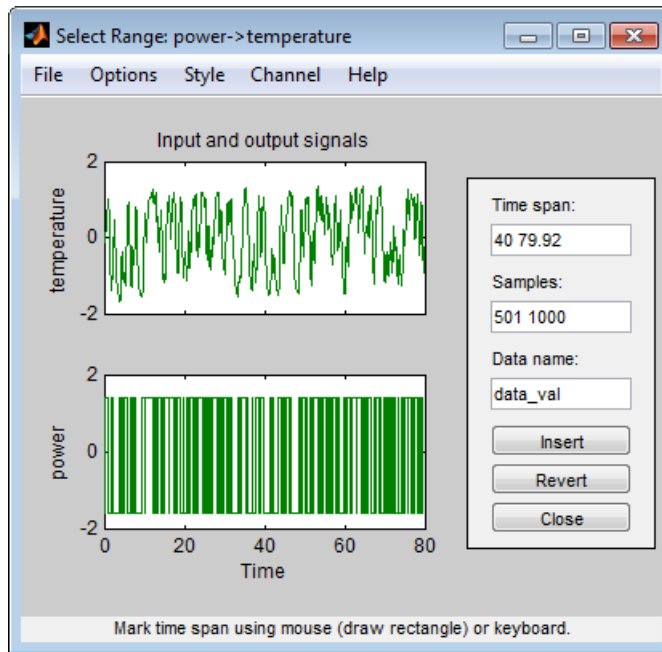 Select Range: power->temperature
File Options Style Channel Help
Input and output signals
2
0
-2
temperature
2
0
-2
power
0 20 40 60 80
Time
Time span:
40 79.92
Samples:
501 1000
Data name:
data_val
Insert
Revert
Close
Mark time span using mouse (draw rectangle) or keyboard.